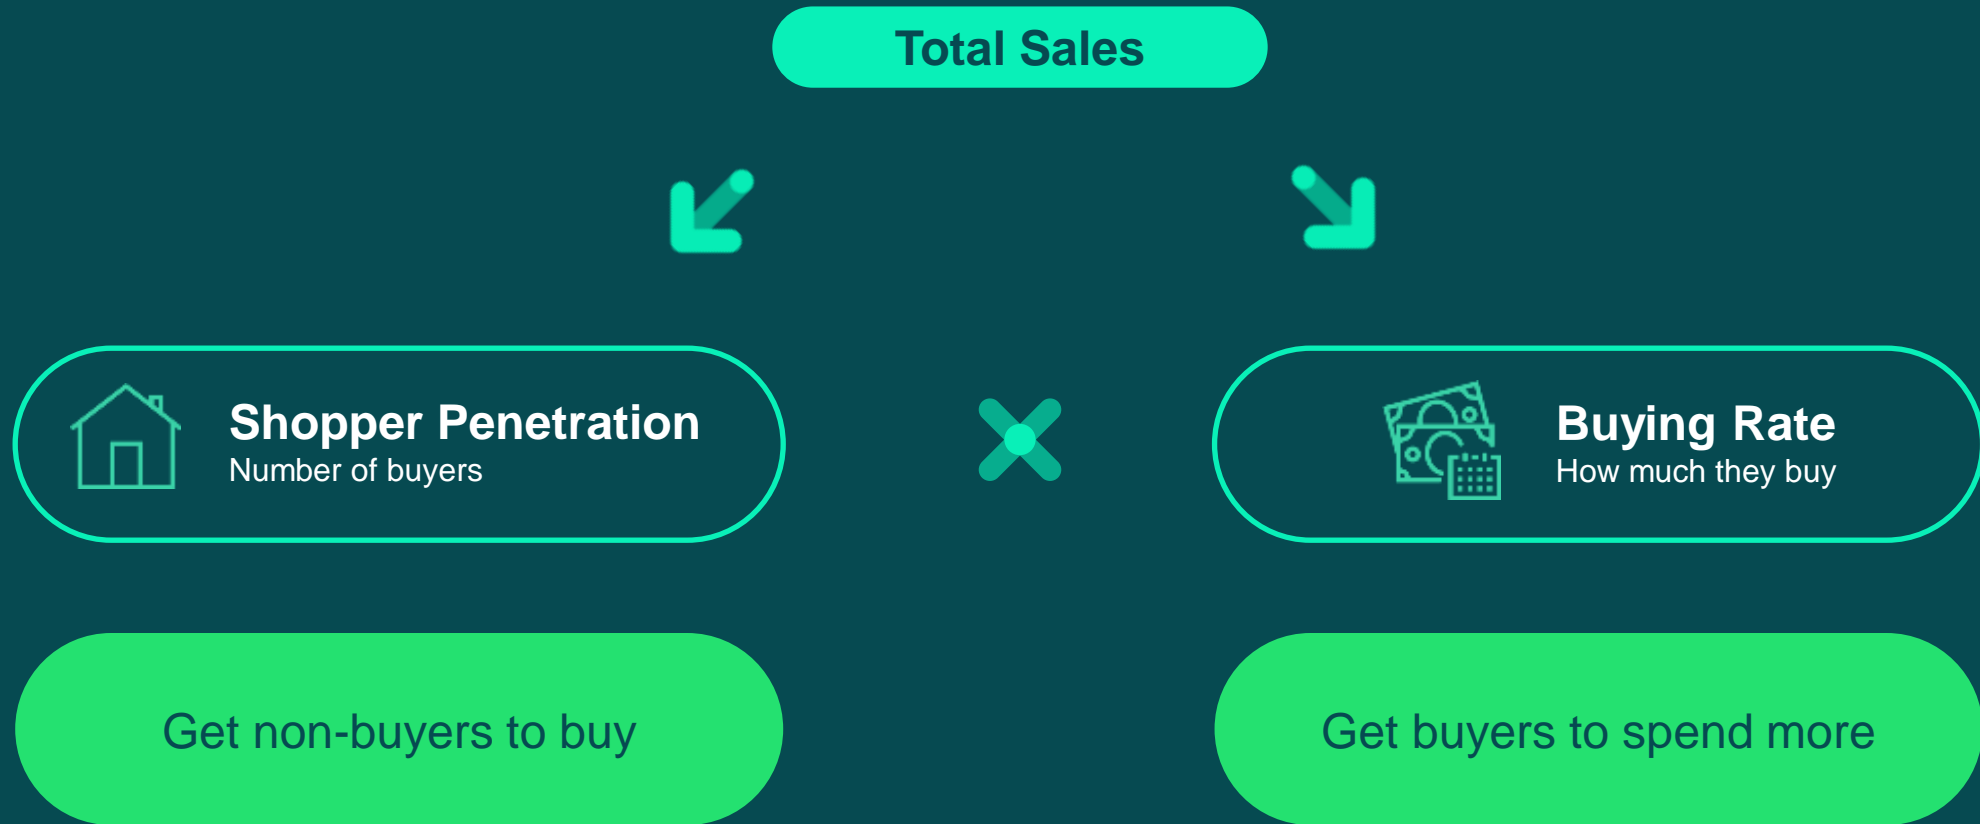 Total Sales
Shopper Penetration
Number of buyers
Buying Rate
How much they buy
Get non-buyers to buy
Get buyers to spend more